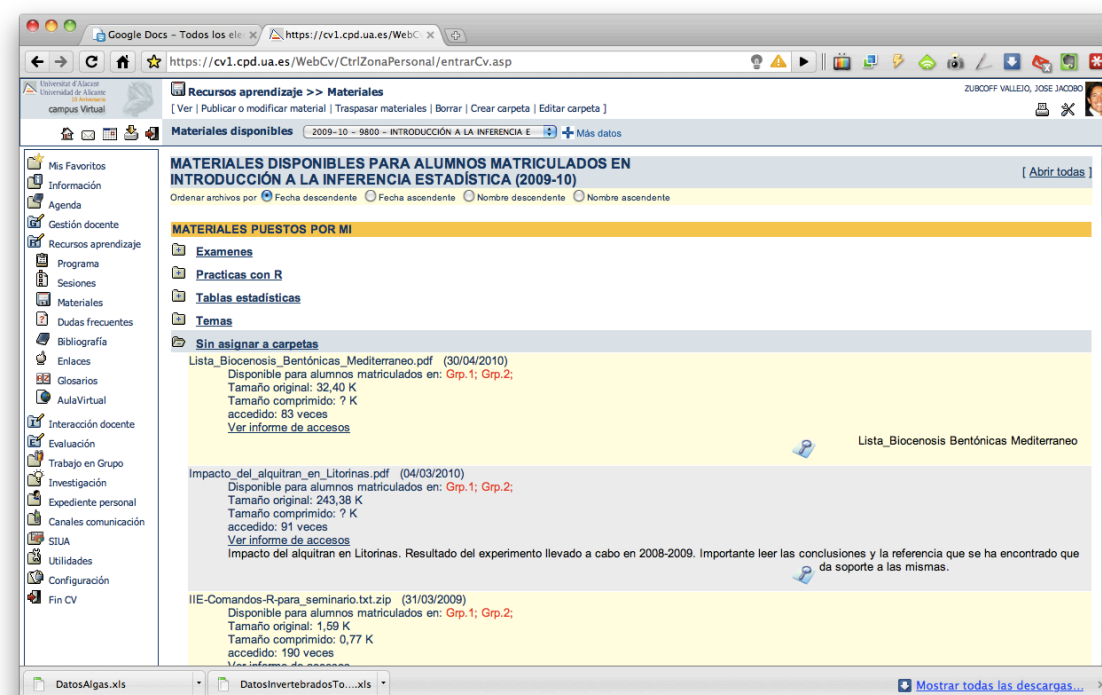 Google Docs - Todos los ele
https://cv1.cpd.ua.es/WebC
https://cv1.cpd.ua.es/WebCv/CtrlZonaPersonal/entrarCv.asp
Universitat d'Alacant
Universidad de Alicante
campus Virtual
Recursos aprendizaje >> Materiales
ZUBCOFF VALLEJO, JOSE JACOBO
[ Ver | Publicar o modificar material | Traspasar materiales | Borrar | Crear carpeta | Editar carpeta ]
Materiales disponibles 2009-10 - 9800 - INTRODUCCIÓN A LA INFERENCIA E Más datos
Mis Favoritos
Información
Agenda
Gestión docente
Recursos aprendizaje
Programa
Sesiones
Materiales
Dudas frecuentes
Bibliografía
Enlaces
Glosarios
AulaVirtual
Interacción docente
Evaluación
Trabajo en Grupo
Investigación
Expediente personal
Canales comunicación
SIUA
Utilidades
Configuración
Fin CV
MATERIALES DISPONIBLES PARA ALUMNOS MATRICULADOS EN
INTRODUCCIÓN A LA INFERENCIA ESTADÍSTICA (2009-10)
[ Abrir todas ]
Ordenar archivos por Fecha descendente Fecha ascendente Nombre descendente Nombre ascendente
MATERIALES PUESTOS POR MI
Examenes
Practicas con R
Tablas estadísticas
Temas
Sin asignar a carpetas
Lista_Biocenosis_Bentónicas_Mediterraneo.pdf (30/04/2010)
Disponible para alumnos matriculados en: Grp.1; Grp.2;
Tamaño original: 32,40 K
Tamaño comprimido: ? K
accedido: 83 veces
Ver informe de accesos
Lista_Biocenosis Bentónicas Mediterraneo
Impacto_del_alquitran_en_Litorinas.pdf (04/03/2010)
Disponible para alumnos matriculados en: Grp.1; Grp.2;
Tamaño original: 243,38 K
Tamaño comprimido: ? K
accedido: 91 veces
Ver informe de accesos
Impacto del alquitran en Litorinas. Resultado del experimento llevado a cabo en 2008-2009. Importante leer las conclusiones y la referencia que se ha encontrado que
da soporte a las mismas.
IIE-Comandos-R-para_seminario.txt.zip (31/03/2009)
Disponible para alumnos matriculados en: Grp.1; Grp.2;
Tamaño original: 1,59 K
Tamaño comprimido: 0,77 K
accedido: 190 veces
Ver informe de accesos
DatosAlgas.xls
DatosInvertebradosTo....xls
Mostrar todas las descargas...